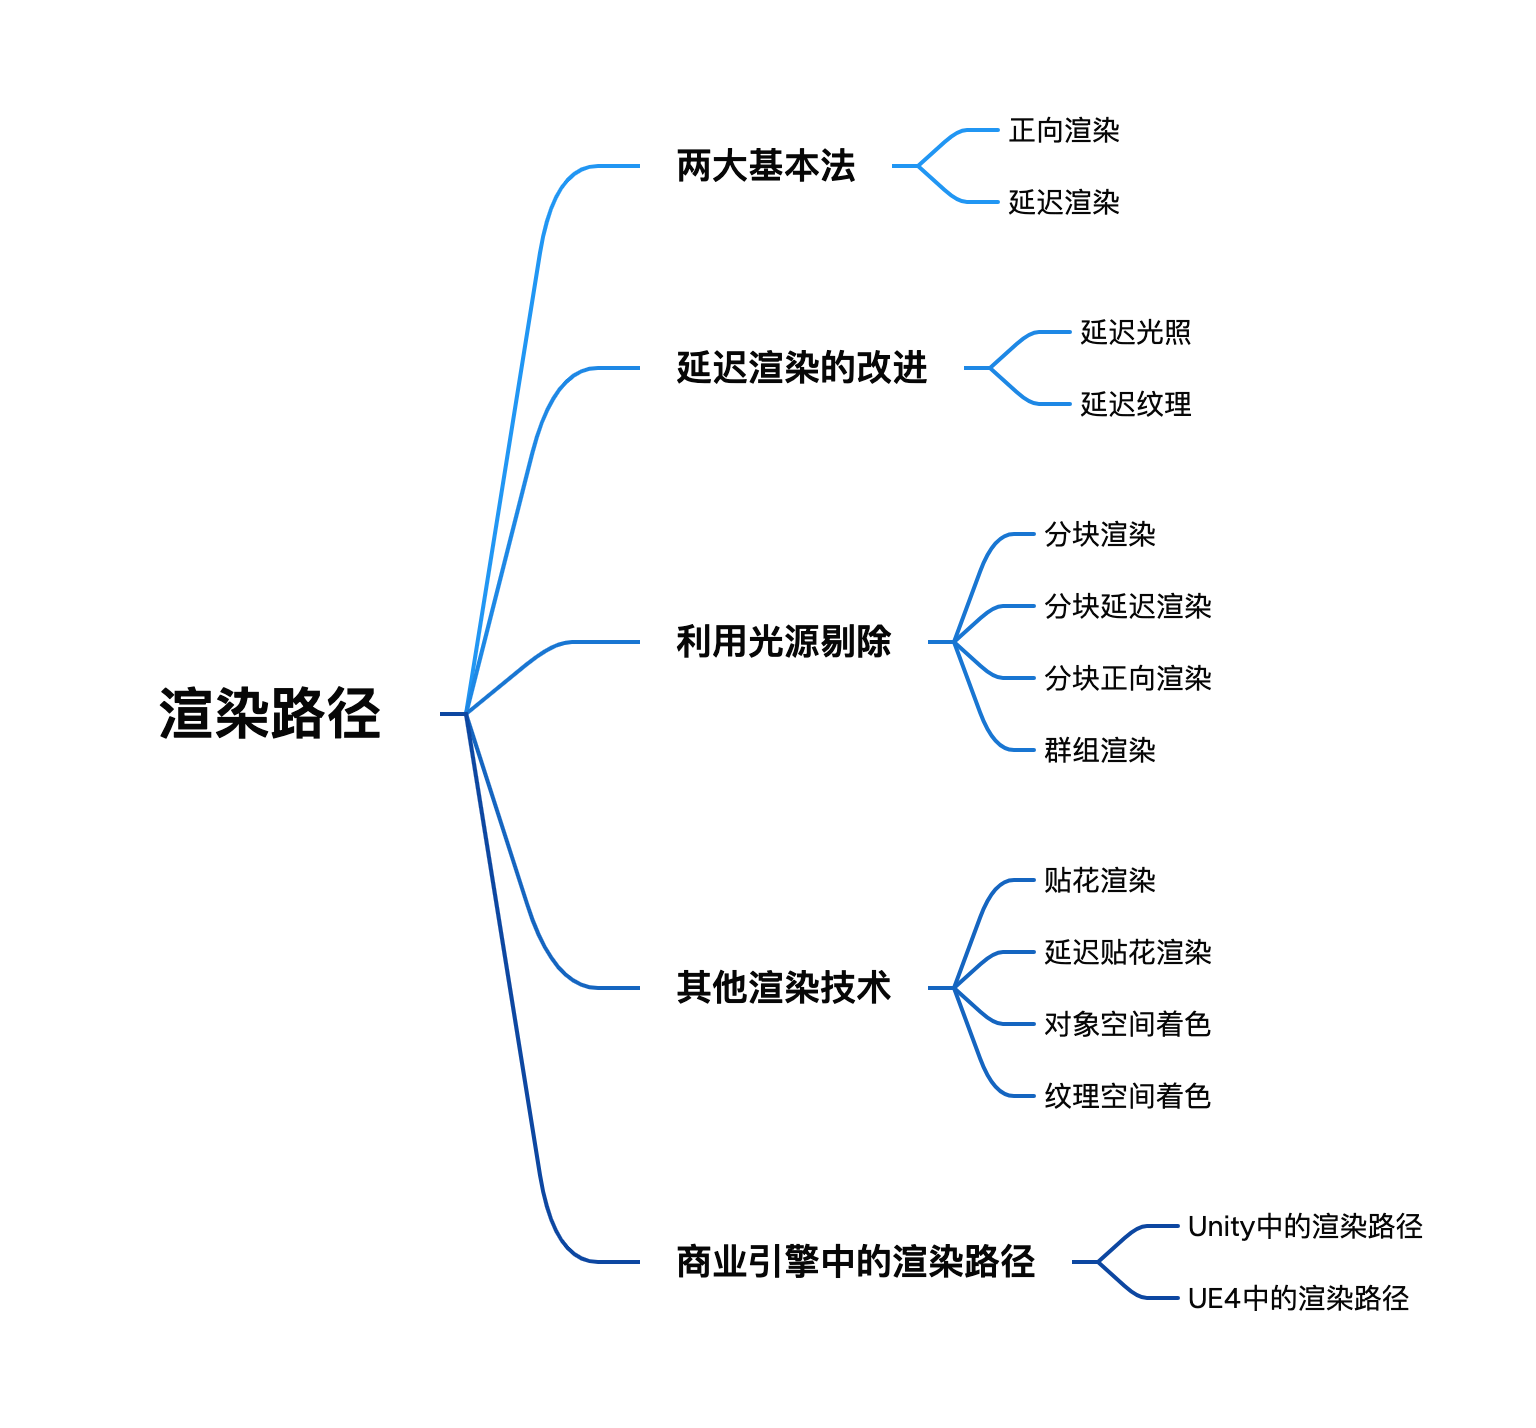 渲染路径
两大基本法
正向渲染
延迟渲染
延迟渲染的改进
延迟光照
延迟纹理
利用光源剔除
分块渲染
分块延迟渲染
分块正向渲染
群组渲染
其他渲染技术
贴花渲染
延迟贴花渲染
对象空间着色
纹理空间着色
商业引擎中的渲染路径
Unity中的渲染路径
UE4中的渲染路径